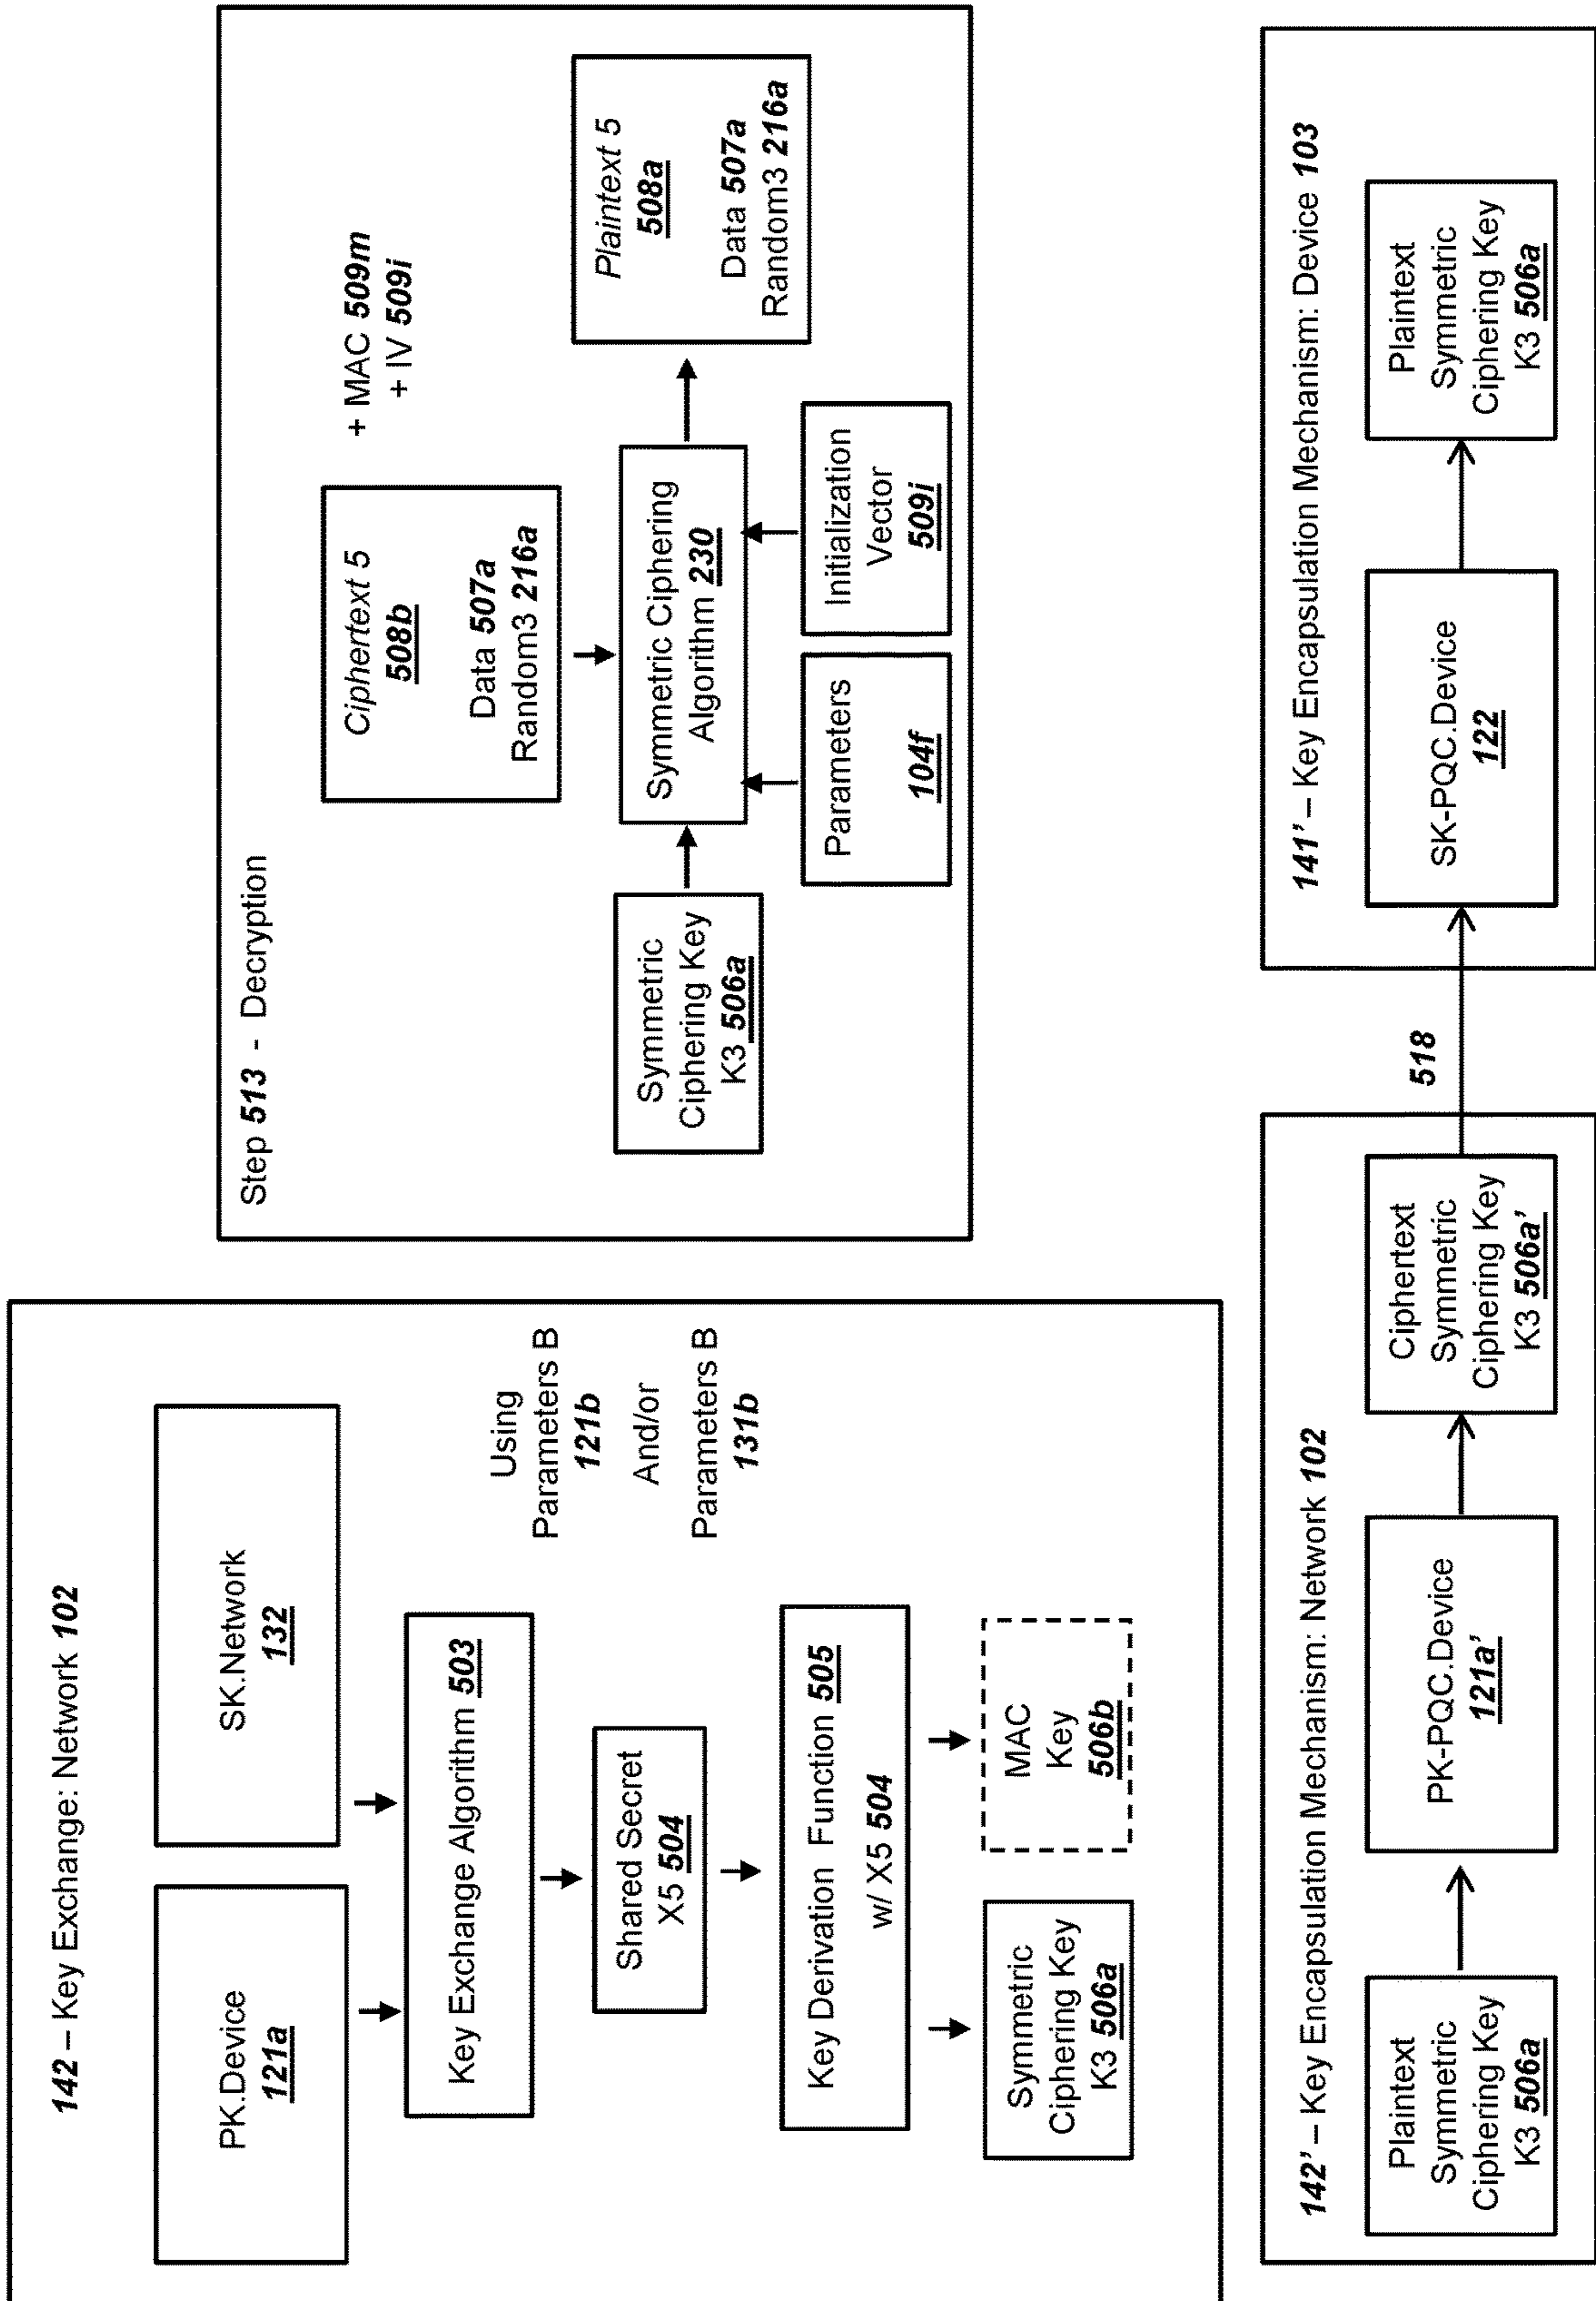 142 – Key Exchange: Network 102
PK.Device
121a
SK.Network
132
Key Exchange Algorithm 503
Shared Secret
X5 504
Key Derivation Function 505
w/ X5 504
Symmetric
Ciphering Key
K3 506a
MAC
Key
506b
Using
Parameters B
121b
And/or
Parameters B
131b
Step 513 - Decryption
Ciphertext 5
508b
Data 507a
Random3 216a
+ MAC 509m
+ IV 509i
Symmetric
Ciphering Key
K3 506a
Symmetric Ciphering
Algorithm 230
Plaintext 5
508a
Data 507a
Random3 216a
Parameters
104f
Initialization
Vector
509i
142’ – Key Encapsulation Mechanism: Network 102
Plaintext
Symmetric
Ciphering Key
K3 506a
PK-PQC.Device
121a’
Ciphertext
Symmetric
Ciphering Key
K3 506a’
518
141’ – Key Encapsulation Mechanism: Device 103
SK-PQC.Device
122
Plaintext
Symmetric
Ciphering Key
K3 506a